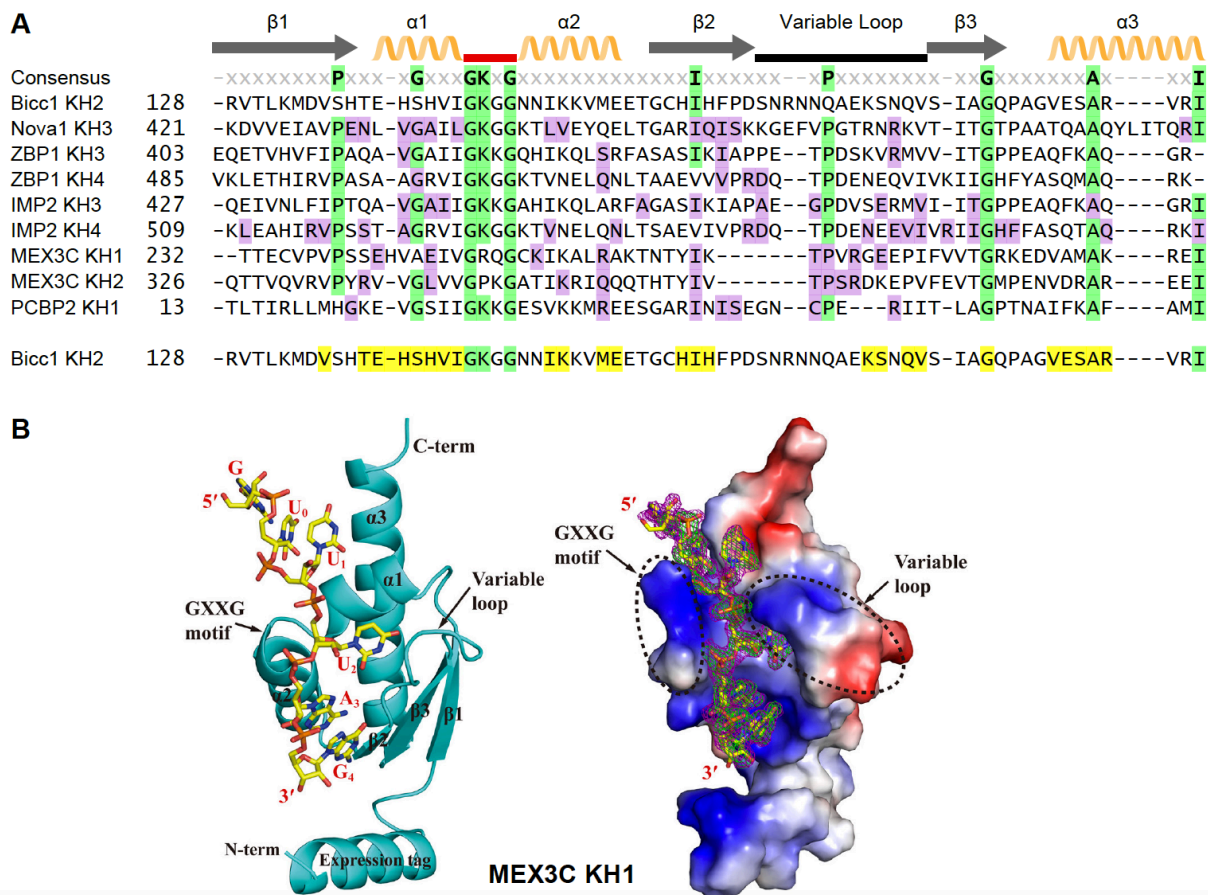 A
β1 α1 α2 β2 Variable Loop β3 α3
Consensus -xxxxxxxxPxxx-xGxxxGKxGxxxxxxxxxxxxxIxxxxxxxxxPxxxxxxxxxxxGxxxxxxxAx-----xI
Bicc1 KH2 128 -RVTLKMDVSHTE-HSHVIGKGGNNIKKVMEETGCHIHFPDSNRNNQAEKSNQVS-IAGQPAGVESAR----VRI
Nova1 KH3 421 -KDVVEIAVPENL-VGAILGKGGKTLVEYQELTGARIQISKKGEFVPGTRNRKVT-ITGTPAATQAAQYLITQRI
ZBP1 KH3 403 EQETVHVFIPAQA-VGAIIGKKGQHIKQLSRFASASIKIAPPE--TPDSKVRMVV-ITGPPEAQFKAQ----GR-
ZBP1 KH4 485 VKLETHIRVPASA-AGRVIGKGGKTVNELQNLTAAEVVVPRDQ--TPDENEQVIVKIIGHFYASQMAQ----RK-
IMP2 KH3 427 -QEIVNLFIPTQA-VGAIIGKKGAHIKQLARFAGASIKIAPAE--GPDVSERMVI-ITGPPEAQFKAQ----GRI
IMP2 KH4 509 -KLEAHIRVPSST-AGRVIGKGGKTVNELQNLTSAEVIVPRDQ--TPDENEEVIVRIIGHFFASQTAQ----RKI
MEX3C KH1 232 --TTECVPVPSSEHVAEIVGRQGCKIKALRAKTNTYIK-------TPVRGEEPIFVVTGRKEDVAMAK----REI
MEX3C KH2 326 -QTTVQVRVPYRV-VGLVVGPKGATIKRIQQQTHTYIV-------TPSRDKEPVFEVTGMPENVDRAR----EEI
PCBP2 KH1 13 -TLTIRLLMHGKE-VGSIIGKKGESVKKMREESGARINISEGN--CPE---RIIT-LAGPTNAIFKAF----AMI
Bicc1 KH2 128 -RVTLKMDVSHTE-HSHVIGKGGNNIKKVMEETGCHIHFPDSNRNNQAEKSNQVS-IAGQPAGVESAR----VRI
B
C-term
G
5′
U0
α3
U1
α1
Variable
loop
GXXG
motif
U2
α2
A3
β3
β1
β2
G4
3′
N-term
Expression tag
5′
GXXG
motif
Variable
loop
3′
MEX3C KH1